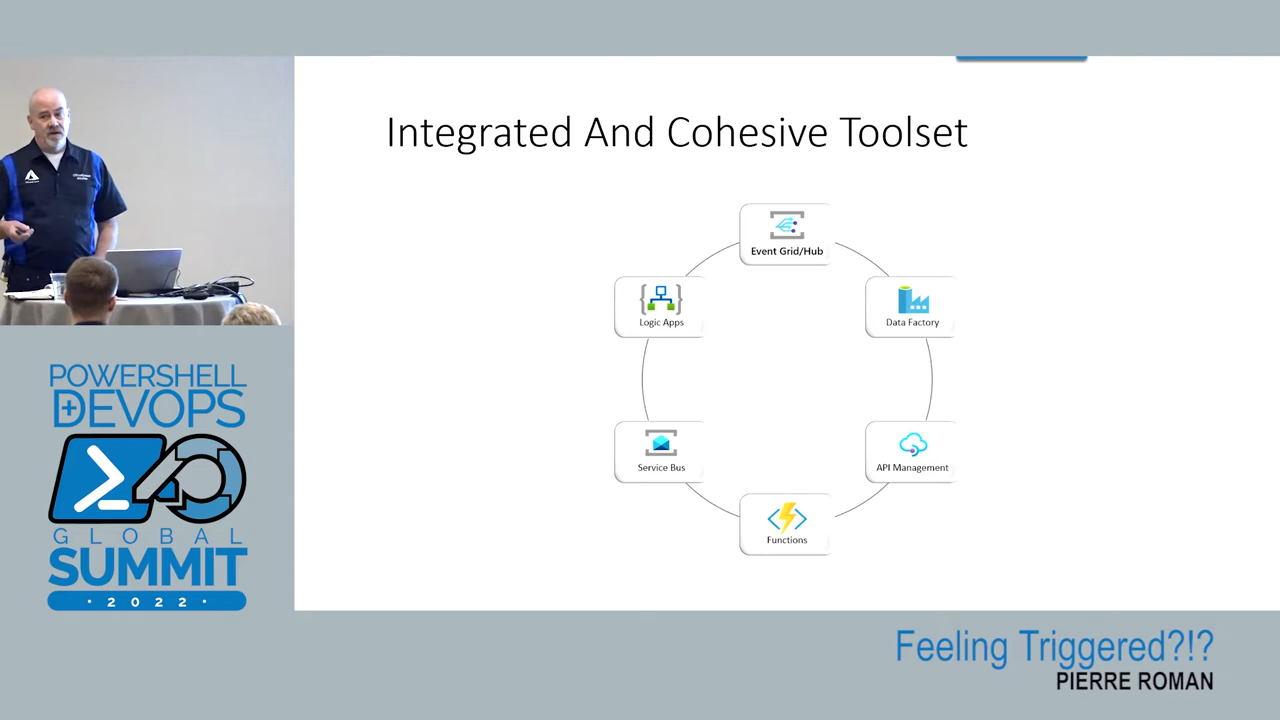 Integrated And Cohesive Toolset
Event Grid/Hub
Logic Apps
Data Factory
Service Bus
API Management
Functions
POWERSHELL
DEVOPS
GLOBAL
SUMMIT
· 2022 ·
Feeling Triggered?!?
PIERRE ROMAN